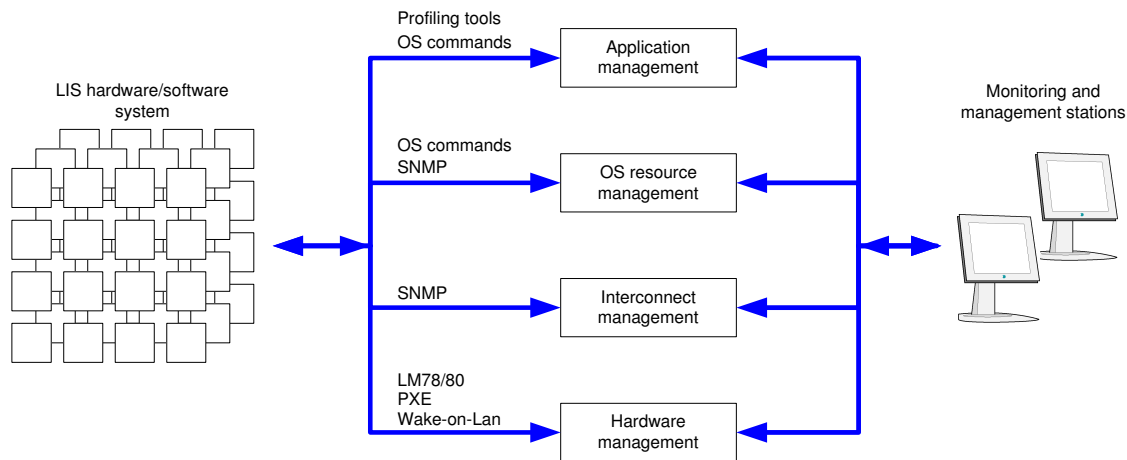 Profiling tools
OS commands
Application
management
LIS hardware/software
system
Monitoring and
management stations
OS commands
SNMP
OS resource
management
SNMP
Interconnect
management
LM78/80
PXE
Wake-on-Lan
Hardware
management